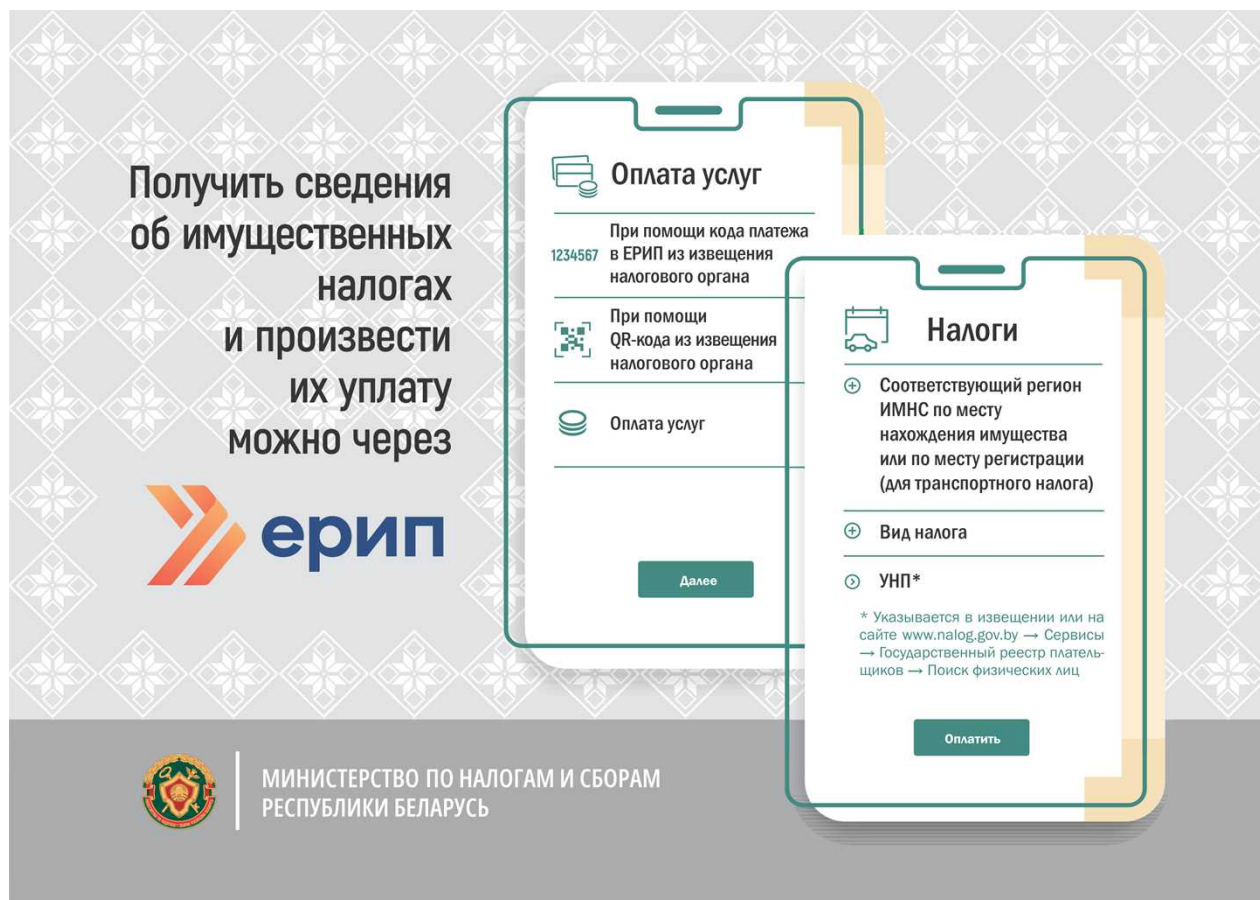 Получить сведения
об имущественных
налогах
и произвести
их уплату
можно через
ерип
Оплата услуг
1234567
При помощи кода платежа
в ЕРИП из извещения
налогового органа
При помощи
QR-кода из извещения
налогового органа
Оплата услуг
Далее
Налоги
Соответствующий регион
ИМНС по месту
нахождения имущества
или по месту регистрации
(для транспортного налога)
Вид налога
УНП*
* Указывается в извещении или на
сайте www.nalog.gov.by → Сервисы
→ Государственный реестр платель-
щиков → Поиск физических лиц
Оплатить
МИНИСТЕРСТВО ПО НАЛОГАМ И СБОРАМ
РЕСПУБЛИКИ БЕЛАРУСЬ